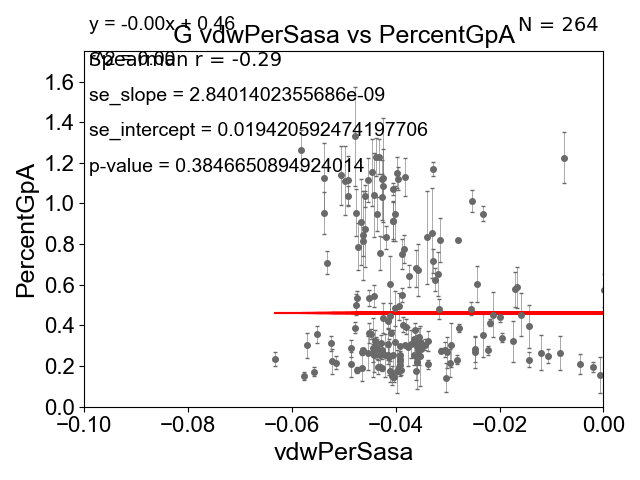 y = -0.00x + 0.46
N = 264
G vdwPerSasa vs PercentGpA
Spearman r = -0.29
se_slope = 2.8401402355686e-09
se_intercept = 0.019420592474197706
p-value = 0.3846650894924014
1.6
1.4
1.2
1.0
0.8
0.6
0.4
0.2
0.0
PercentGpA
−0.10
−0.08
−0.06
−0.04
−0.02
0.00
vdwPerSasa